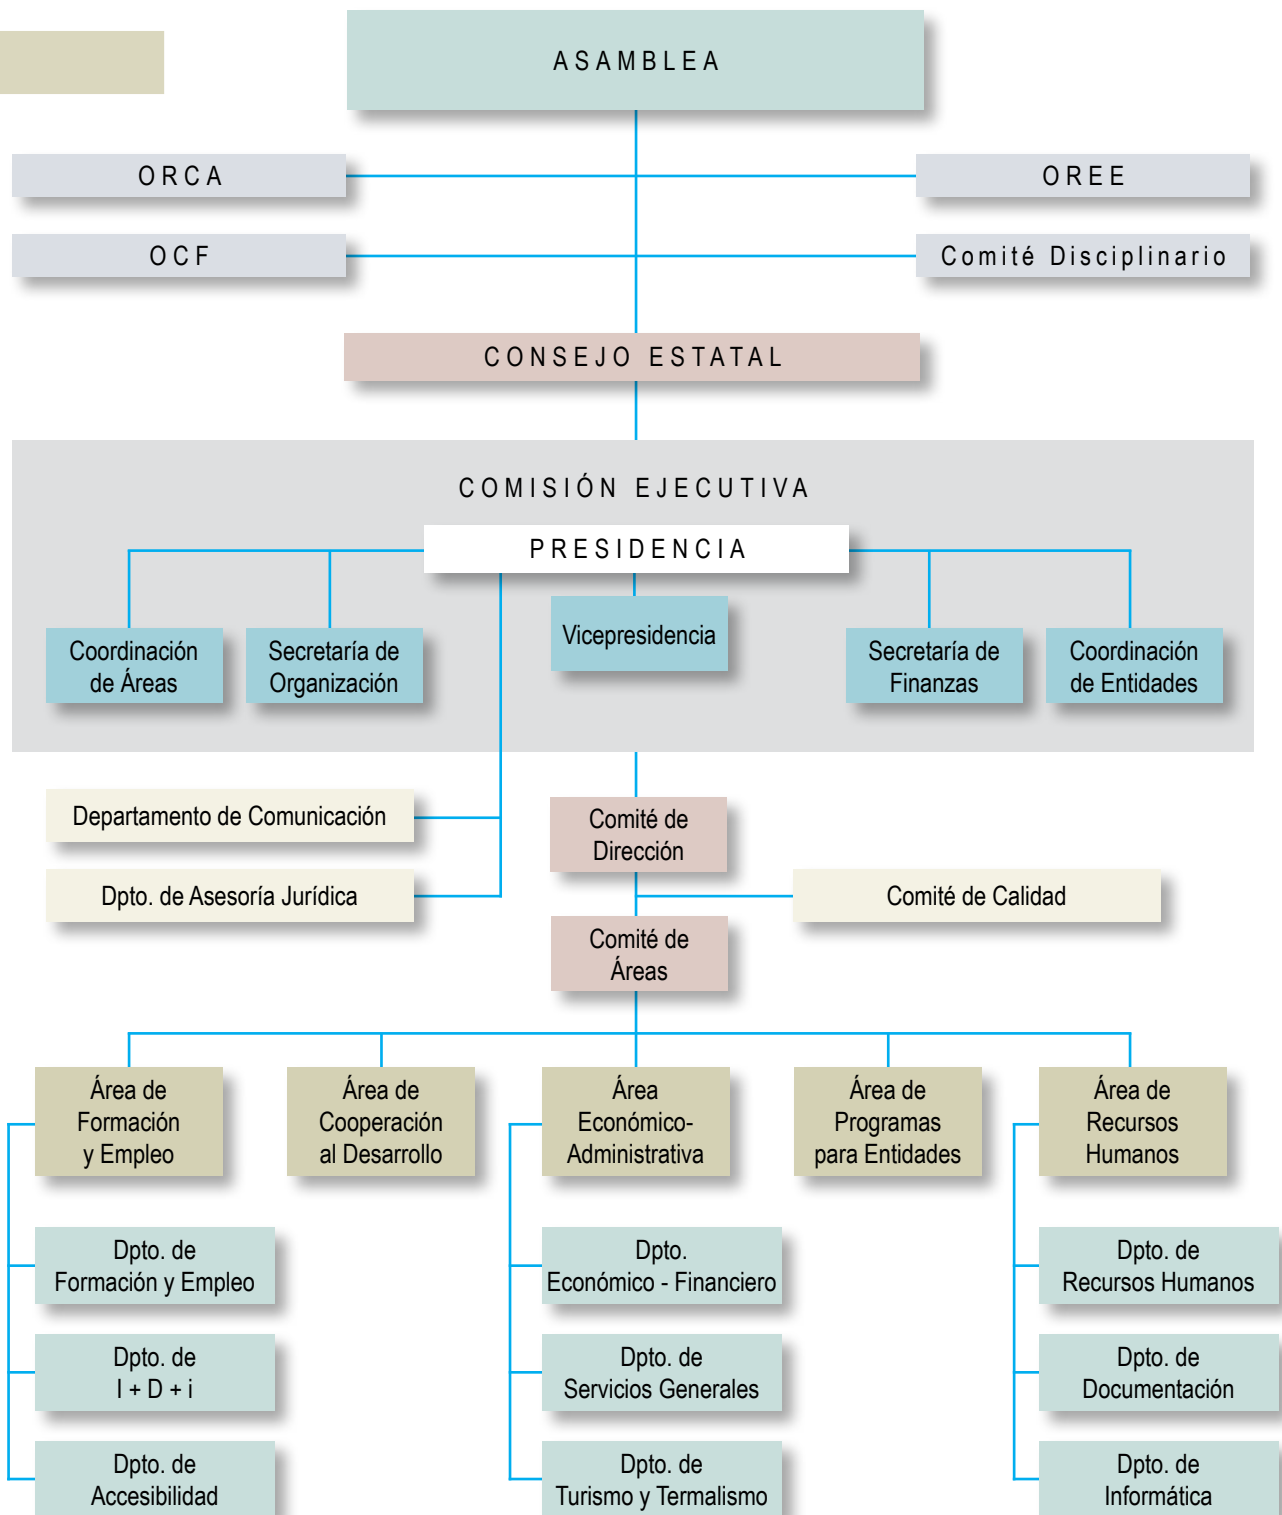 ASAMBLEA
ORCA
OREE
OCF
Comité Disciplinario
CONSEJO ESTATAL
COMISIÓN EJECUTIVA
PRESIDENCIA
Coordinación
de Áreas
Secretaría de
Organización
Vicepresidencia
Secretaría de
Finanzas
Coordinación
de Entidades
Departamento de Comunicación
Comité de
Dirección
Dpto. de Asesoría Jurídica
Comité de Calidad
Comité de
Áreas
Área de
Formación
y Empleo
Área de
Cooperación
al Desarrollo
Área
Económico-
Administrativa
Área de
Programas
para Entidades
Área de
Recursos
Humanos
Dpto. de
Formación y Empleo
Dpto.
Económico - Financiero
Dpto. de
Recursos Humanos
Dpto. de
I + D + i
Dpto. de
Servicios Generales
Dpto. de
Documentación
Dpto. de
Accesibilidad
Dpto. de
Turismo y Termalismo
Dpto. de
Informática